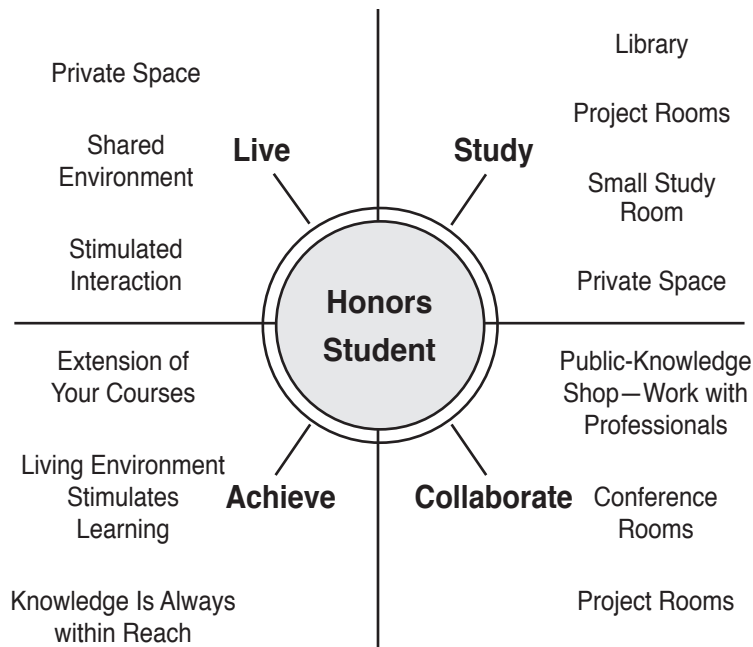 Private Space
Shared
Environment
Stimulated
Interaction
Live
Study
Library
Project Rooms
Small Study
Room
Private Space
Honors
Student
Extension of
Your Courses
Living Environment
Stimulates
Learning
Knowledge Is Always
within Reach
Achieve
Collaborate
Public-Knowledge
Shop—Work with
Professionals
Conference
Rooms
Project Rooms